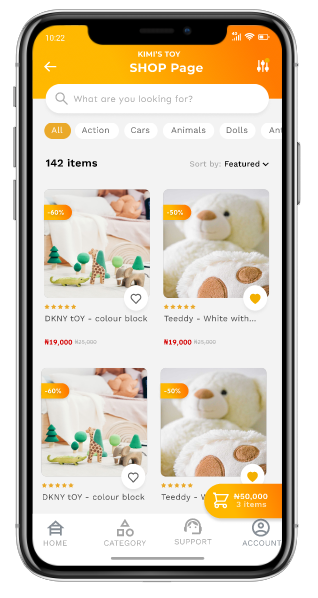 10:22
KIMI'S TOY
SHOP Page
What are you looking for?
All Action Cars Animals Dolls Ant
142 items Sort by: Featured
-60% -50%
DKNY tOY - colour block Teeddy - White with...
₦19,000 ₦25,000 ₦19,000 ₦25,000
-60% -50%
DKNY tOY - colour block Teeddy - W
₦50,000
3 items
HOME CATEGORY SUPPORT ACCOUNT